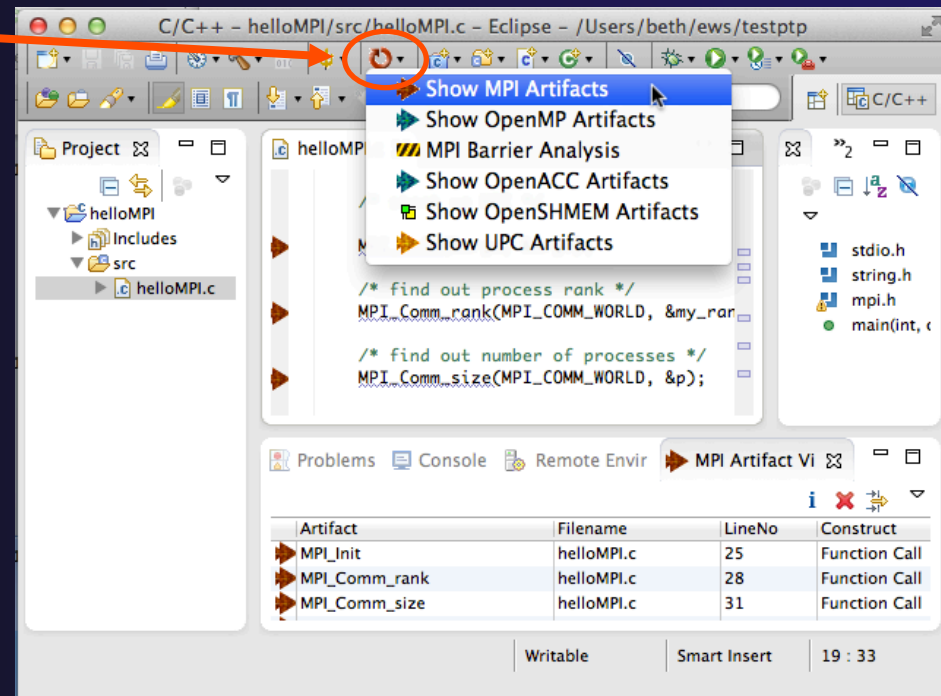 C/C++ – helloMPI/src/helloMPI.c – Eclipse – /Users/beth/ews/testptp
Show MPI Artifacts
Show OpenMP Artifacts
MPI Barrier Analysis
Show OpenACC Artifacts
Show OpenSHMEM Artifacts
Show UPC Artifacts
C/C++
Project
helloMPI
Includes
src
helloMPI.c
helloMP
/*
M
/* find out process rank */
MPI_Comm_rank(MPI_COMM_WORLD, &my_ran
/* find out number of processes */
MPI_Comm_size(MPI_COMM_WORLD, &p);
»2
stdio.h
string.h
mpi.h
main(int, c
Problems Console Remote Envir MPI Artifact Vi
Artifact Filename LineNo Construct
MPI_Init helloMPI.c 25 Function Call
MPI_Comm_rank helloMPI.c 28 Function Call
MPI_Comm_size helloMPI.c 31 Function Call
Writable Smart Insert 19 : 33